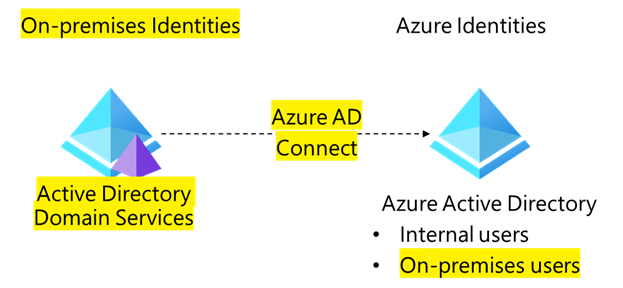 On-premises Identities
Azure Identities
Azure AD
Connect
Active Directory
Domain Services
Azure Active Directory
• Internal users
• On-premises users